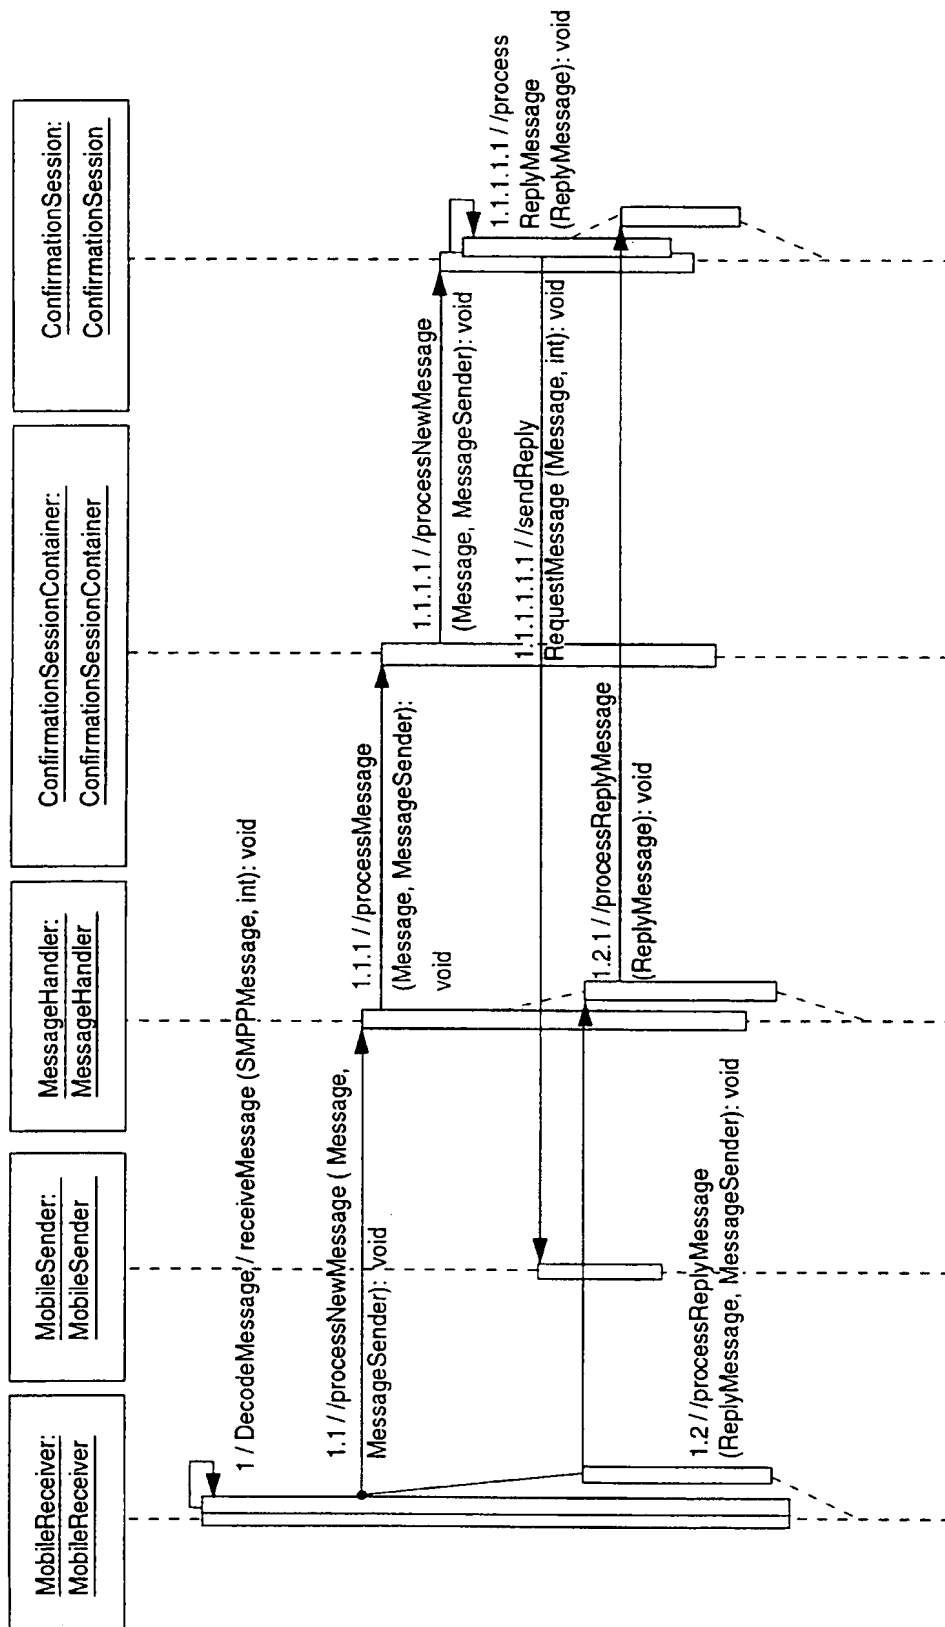 MobileReceiver:
MobileReceiver
MobileSender:
MobileSender
MessageHandler:
MessageHandler
ConfirmationSessionContainer:
ConfirmationSessionContainer
ConfirmationSession:
ConfirmationSession
1 / DecodeMessage / receiveMessage (SMPPMessage, int): void
1.1 / /processNewMessage ( Message,
MessageSender): void
1.1.1 / /processMessage
(Message, MessageSender):
void
1.1.1.1 / /processNewMessage
(Message, MessageSender): void
1.1.1.1.1 / /process
ReplyMessage
(ReplyMessage): void
1.1.1.1.1.1 / /sendReply
RequestMessage (Message, int): void
1.2 / /processReplyMessage
(ReplyMessage, MessageSender): void
1.2.1 / /processReplyMessage
(ReplyMessage): void